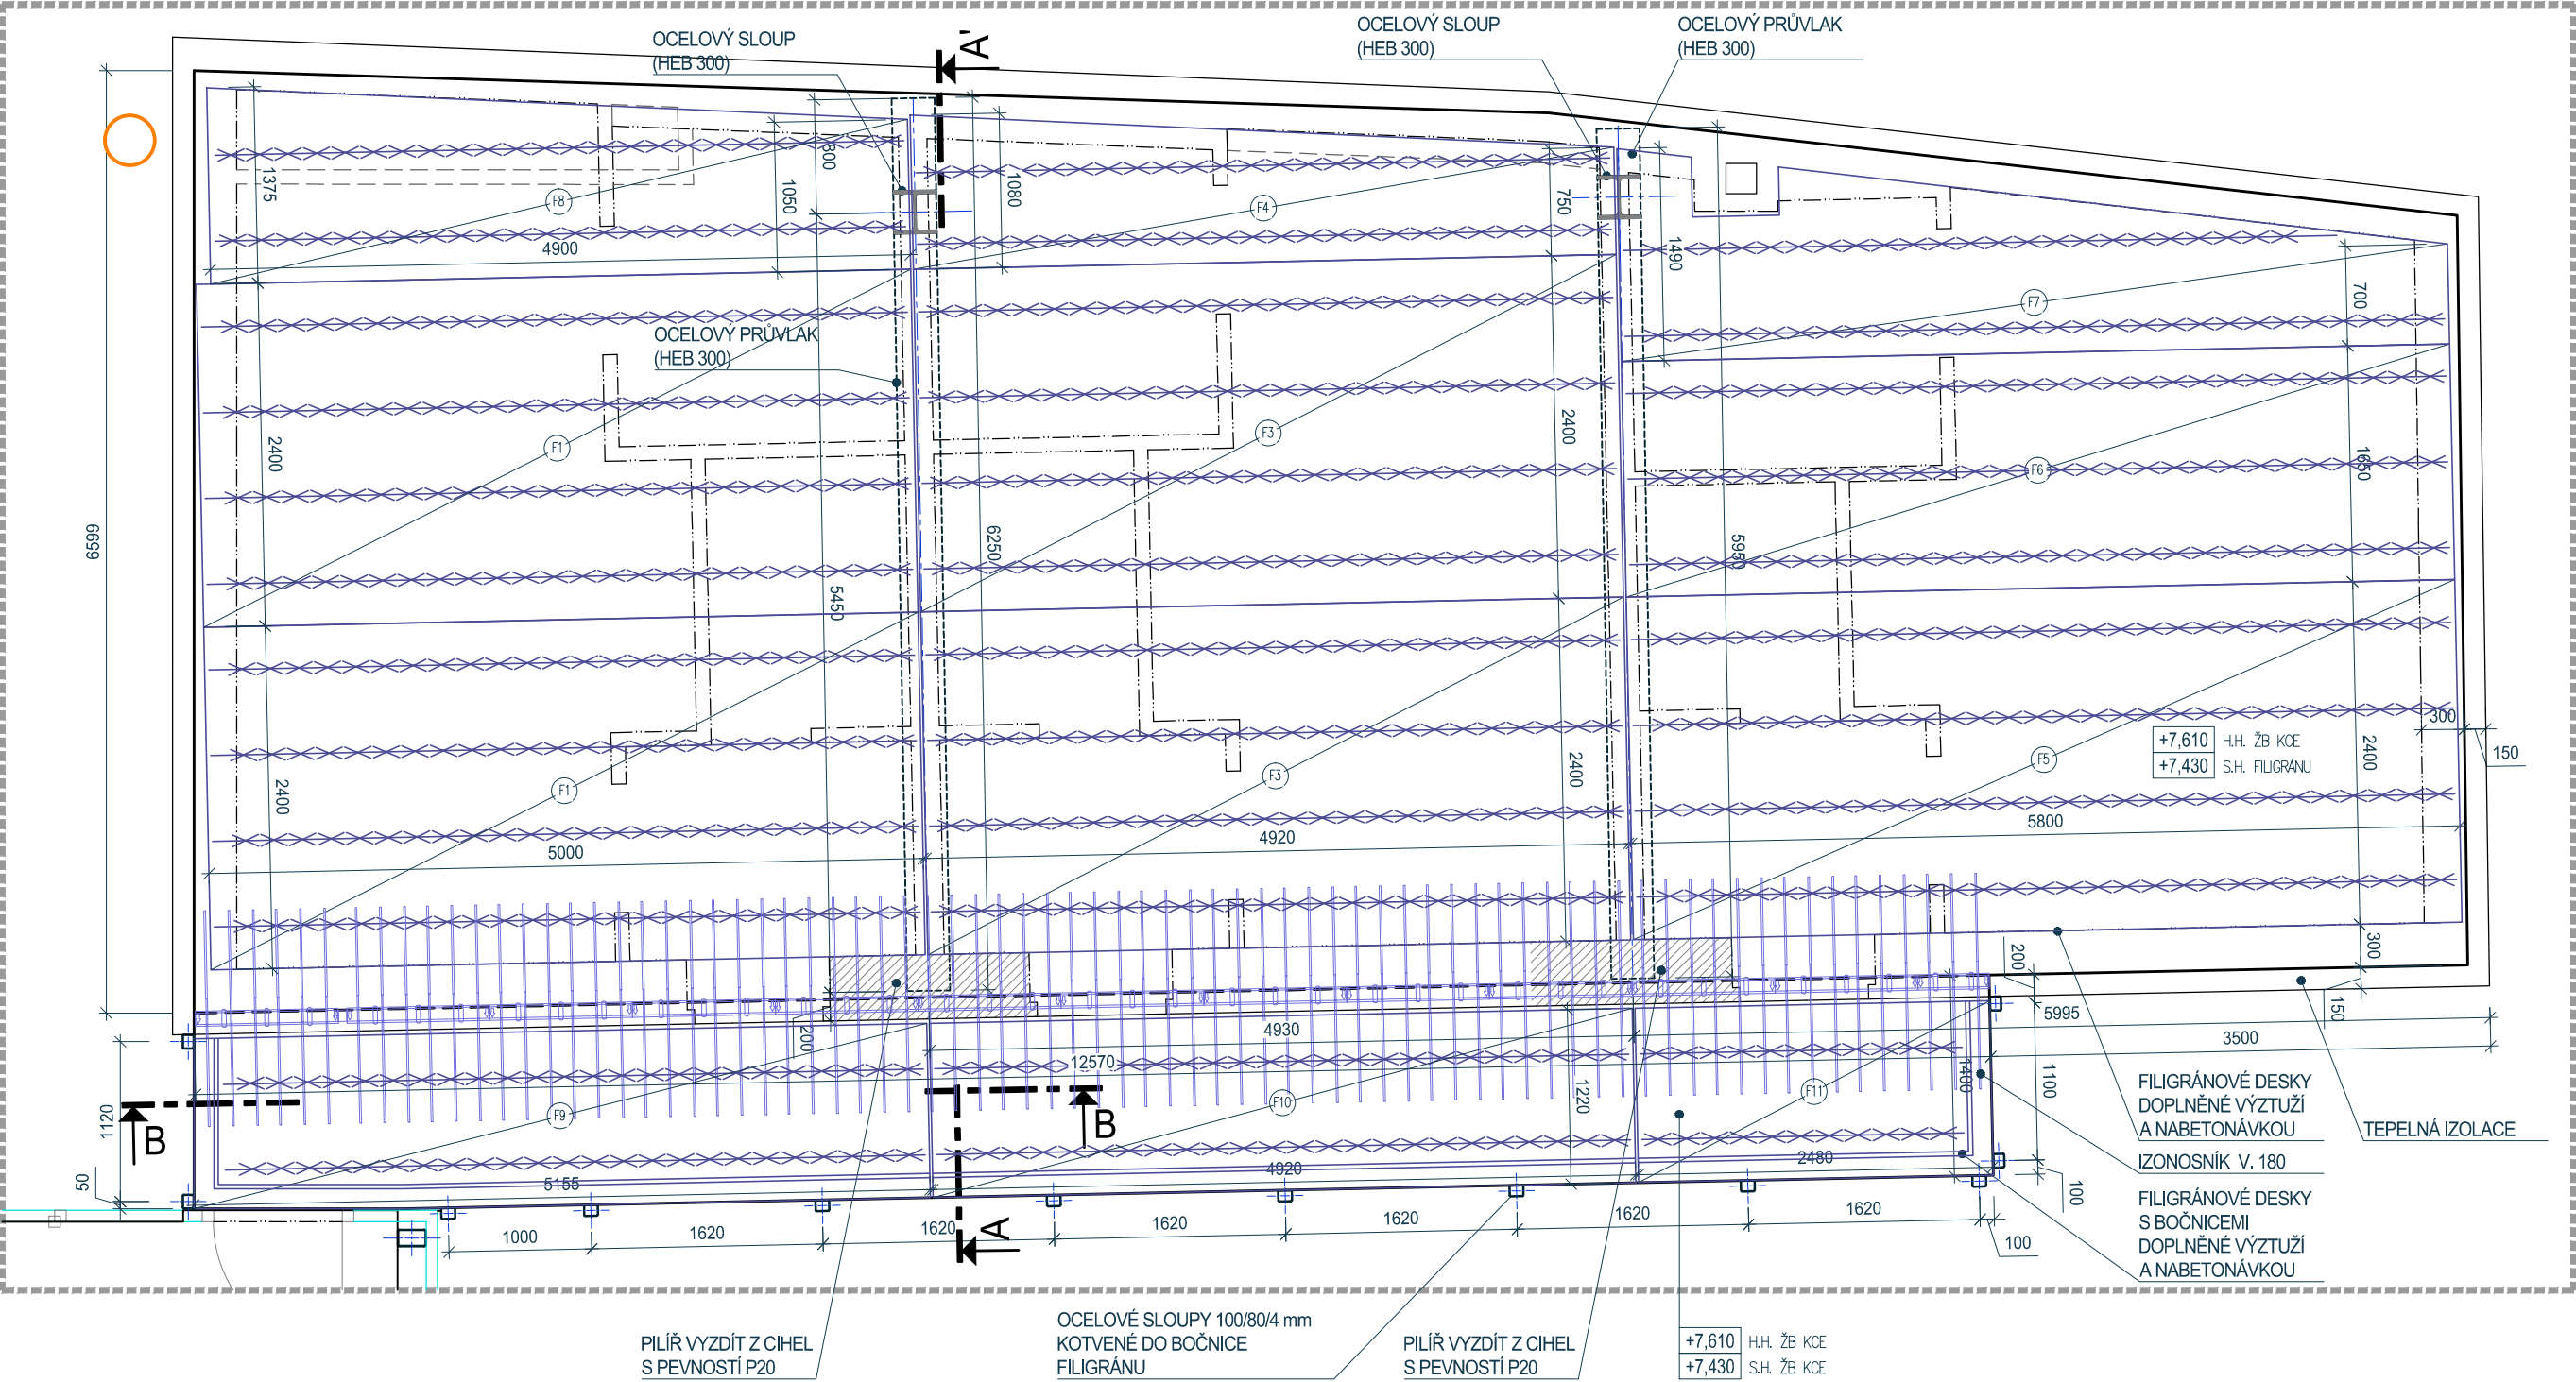 OCELOVÝ SLOUP
(HEB 300)
A'
OCELOVÝ SLOUP
(HEB 300)
OCELOVÝ PRŮVLAK
(HEB 300)
1375
800
1050
1080
750
1490
F8
F4
4900
F7
700
OCELOVÝ PRŮVLAK
(HEB 300)
6599
2400
F1
F3
2400
F6
1650
6250
5950
5450
2400
F1
F3
2400
F5
+7,610 H.H. ŽB KCE
+7,430 S.H. FILIGRÁNU
2400
300
150
5000
4920
5800
200
300
150
200
4930
5995
3500
12570
1120
B
50
F9
F10
B
1220
F11
1400
1100
100
5155
4920
2480
1000
1620
1620
A
1620
1620
1620
1620
100
FILIGRÁNOVÉ DESKY
DOPLNĚNÉ VÝZTUŽÍ
A NABETONÁVKOU
TEPELNÁ IZOLACE
IZONOSNÍK V. 180
FILIGRÁNOVÉ DESKY
S BOČNICEMI
DOPLNĚNÉ VÝZTUŽÍ
A NABETONÁVKOU
PILÍŘ VYZDÍT Z CIHEL
S PEVNOSTÍ P20
OCELOVÉ SLOUPY 100/80/4 mm
KOTVENÉ DO BOČNICE
FILIGRÁNU
PILÍŘ VYZDÍT Z CIHEL
S PEVNOSTÍ P20
+7,610 H.H. ŽB KCE
+7,430 S.H. ŽB KCE